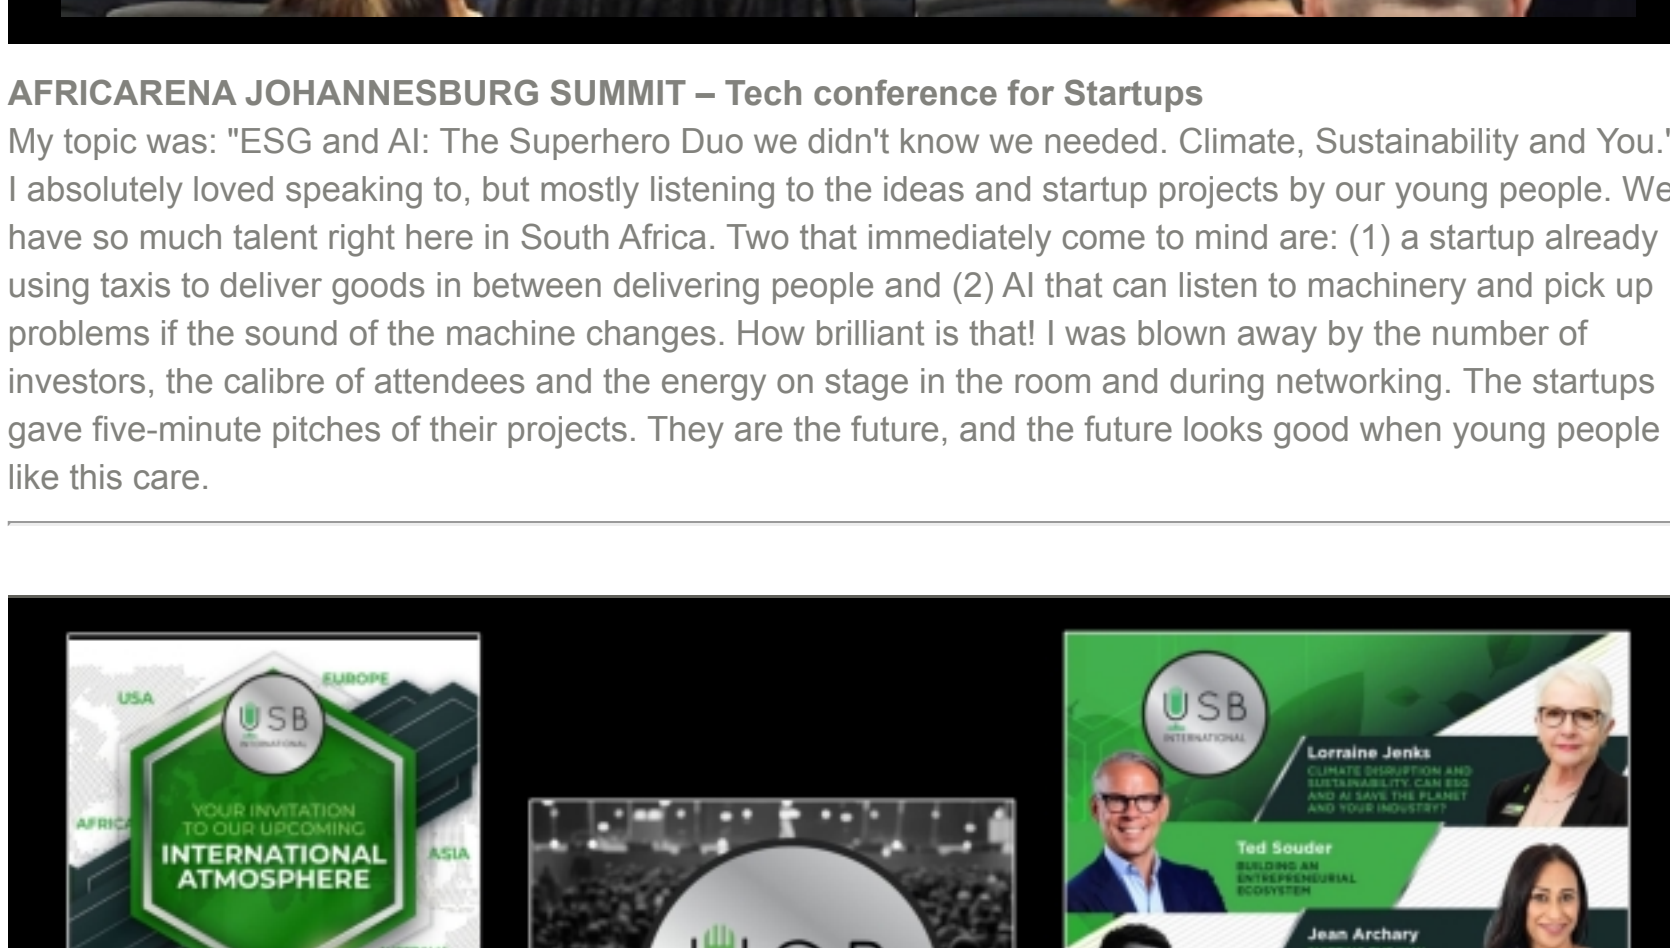 AFRICARENA JOHANNESBURG SUMMIT – Tech conference for Startups
My topic was: "ESG and AI: The Superhero Duo we didn't know we needed. Climate, Sustainability and You."
I absolutely loved speaking to, but mostly listening to the ideas and startup projects by our young people. We
have so much talent right here in South Africa. Two that immediately come to mind are: (1) a startup already
using taxis to deliver goods in between delivering people and (2) AI that can listen to machinery and pick up
problems if the sound of the machine changes. How brilliant is that! I was blown away by the number of
investors, the calibre of attendees and the energy on stage in the room and during networking. The startups
gave five-minute pitches of their projects. They are the future, and the future looks good when young people
like this care.
USA
EUROPE
USB
INTERNATIONAL
AFRICA
ASIA
YOUR INVITATION
TO OUR UPCOMING
INTERNATIONAL
ATMOSPHERE
USB
USB
INTERNATIONAL
Lorraine Jenks
CLIMATE DISRUPTION AND
SUSTAINABILITY. CAN ESG
AND AI SAVE THE PLANET
AND YOUR INDUSTRY?
Ted Souder
BUILDING AN
ENTREPRENEURIAL
ECOSYSTEM
Jean Archary